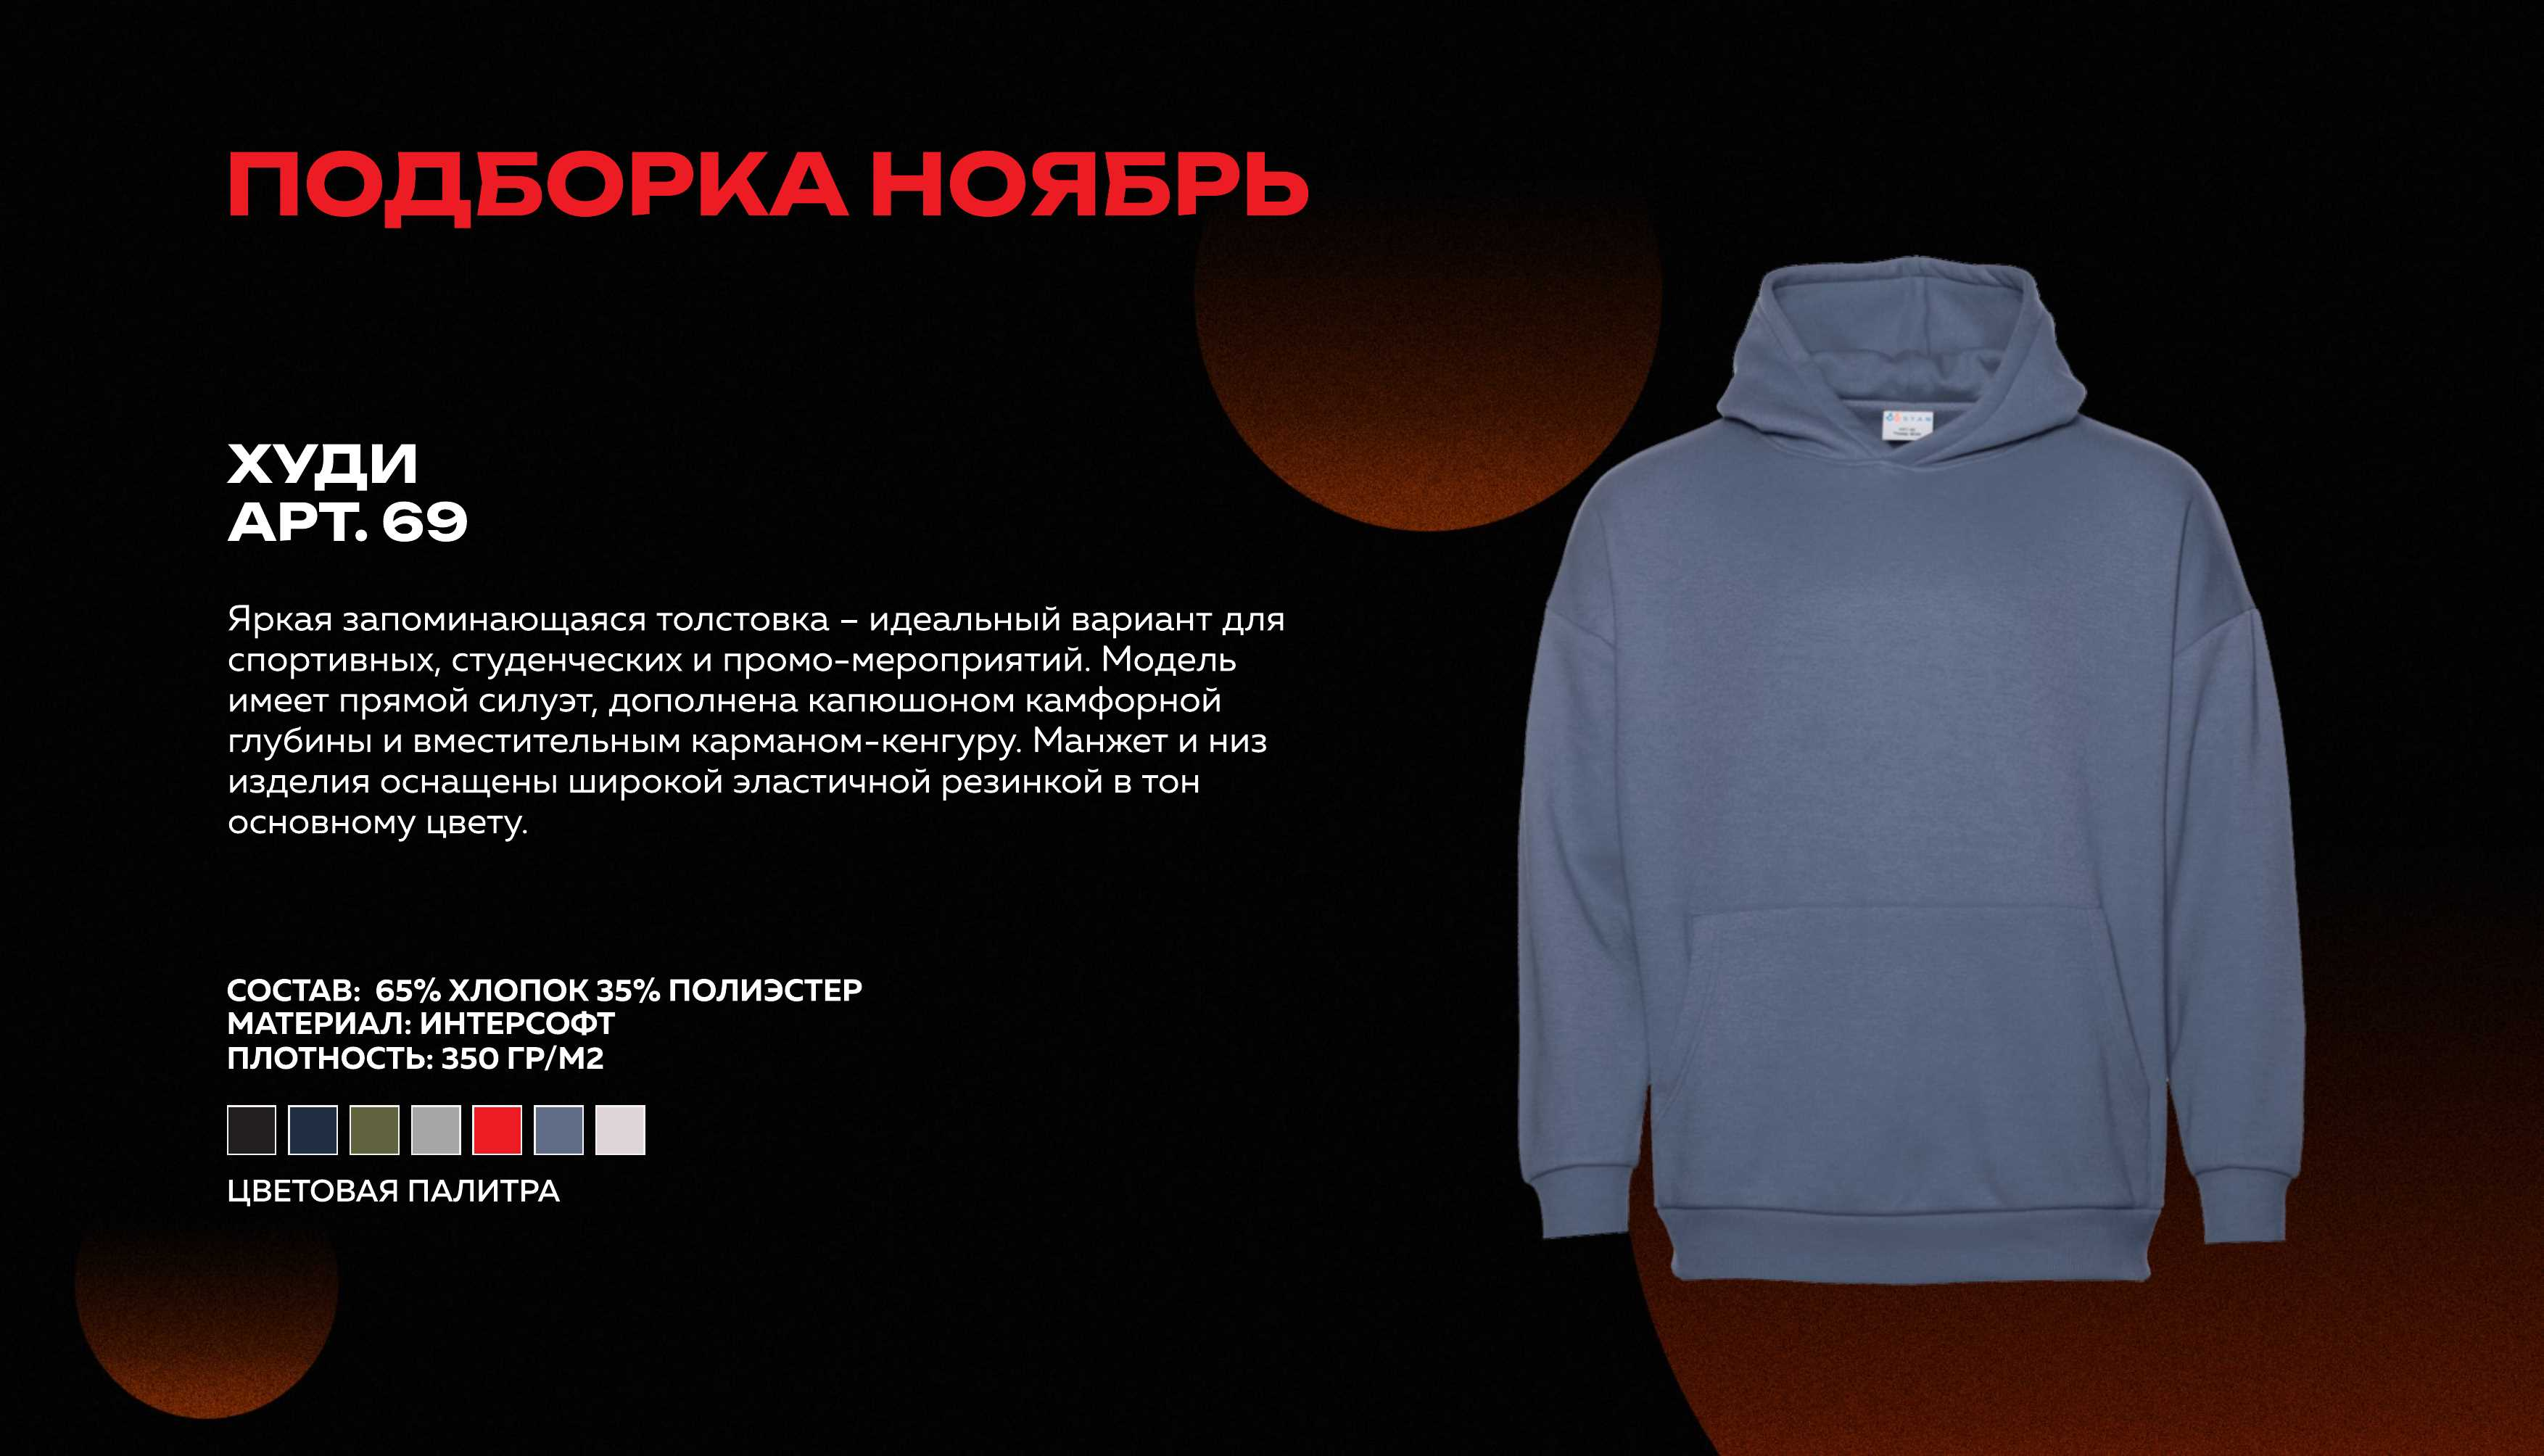 ПОДБОРКА НОЯБРЬ
ХУДИ
АРТ. 69
Яркая запоминающаяся толстовка – идеальный вариант для
спортивных, студенческих и промо-мероприятий. Модель
имеет прямой силуэт, дополнена капюшоном камфорной
глубины и вместительным карманом-кенгуру. Манжет и низ
изделия оснащены широкой эластичной резинкой в тон
основному цвету.
СОСТАВ:  65% ХЛОПОК 35% ПОЛИЭСТЕР
МАТЕРИАЛ: ИНТЕРСОФТ
ПЛОТНОСТЬ: 350 ГР/М2
ЦВЕТОВАЯ ПАЛИТРА